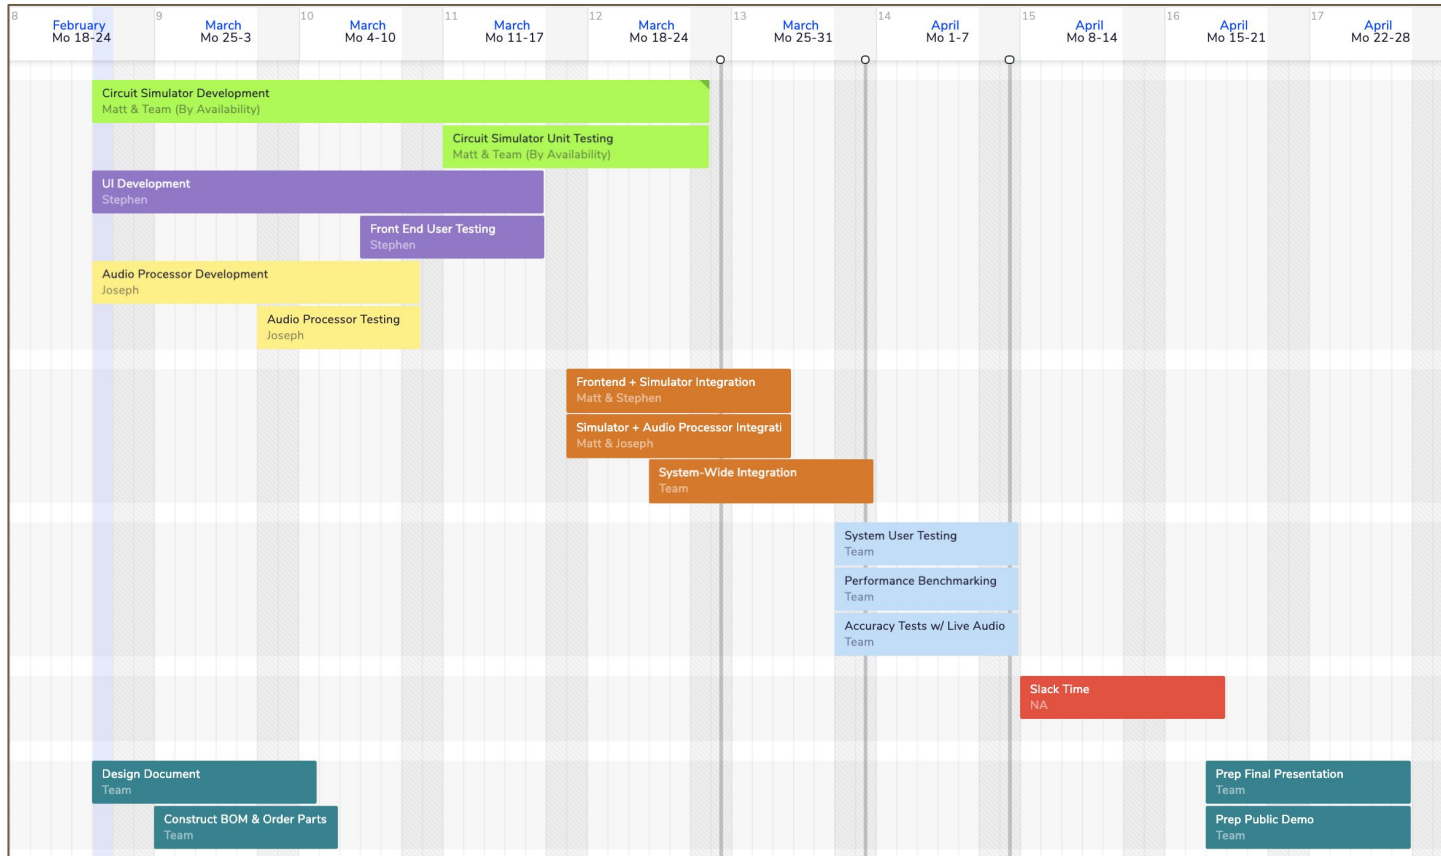 8
February
Mo 18-24
9
March
Mo 25-3
10
March
Mo 4-10
11
March
Mo 11-17
12
March
Mo 18-24
13
March
Mo 25-31
14
April
Mo 1-7
15
April
Mo 8-14
16
April
Mo 15-21
17
April
Mo 22-28
Circuit Simulator Development
Matt & Team (By Availability)
Circuit Simulator Unit Testing
Matt & Team (By Availability)
UI Development
Stephen
Front End User Testing
Stephen
Audio Processor Development
Joseph
Audio Processor Testing
Joseph
Frontend + Simulator Integration
Matt & Stephen
Simulator + Audio Processor Integrati
Matt & Joseph
System-Wide Integration
Team
System User Testing
Team
Performance Benchmarking
Team
Accuracy Tests w/ Live Audio
Team
Slack Time
NA
Design Document
Team
Prep Final Presentation
Team
Construct BOM & Order Parts
Team
Prep Public Demo
Team